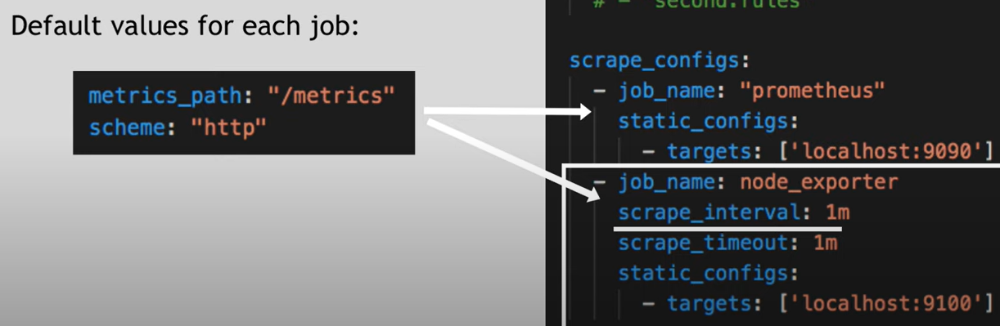 Default values for each job:
metrics_path: "/metrics"
scheme: "http"
# - "second.rules"
scrape_configs:
- job_name: "prometheus"
static_configs:
- targets: ['localhost:9090']
- job_name: node_exporter
scrape_interval: 1m
scrape_timeout: 1m
static_configs:
- targets: ['localhost:9100']